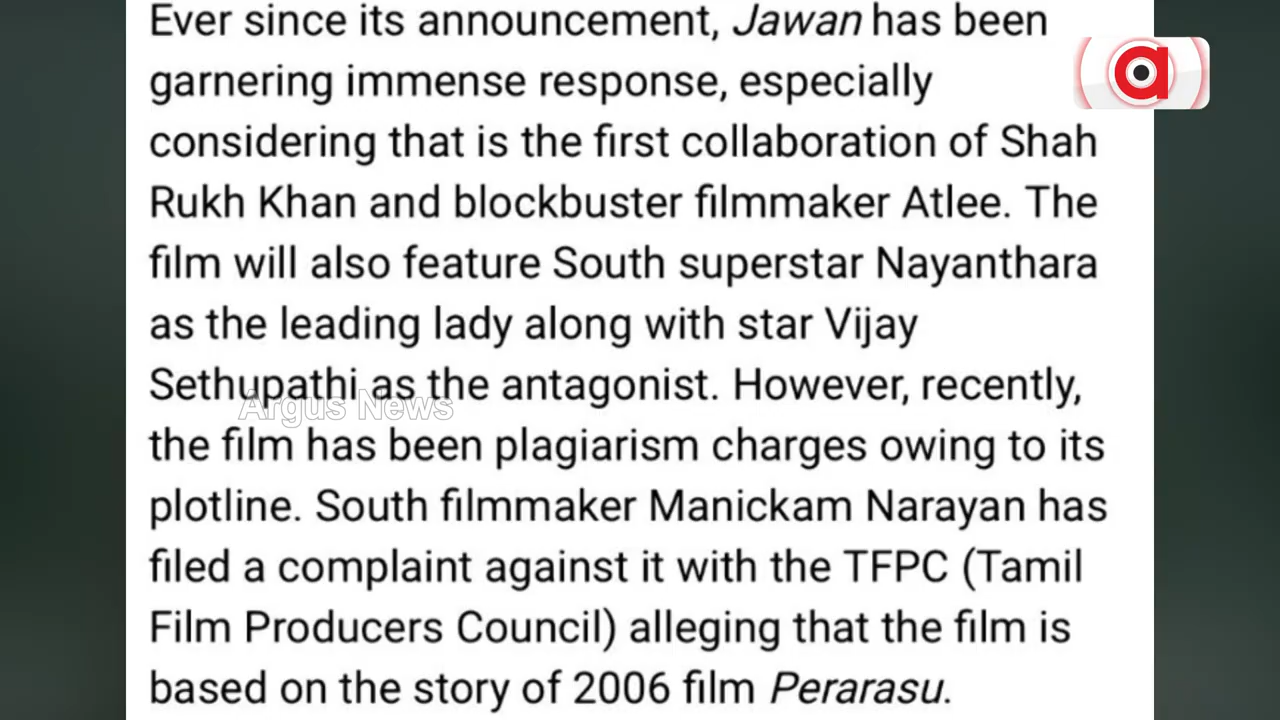 Ever since its announcement, Jawan has been
garnering immense response, especially
considering that is the first collaboration of Shah
Rukh Khan and blockbuster filmmaker Atlee. The
film will also feature South superstar Nayanthara
as the leading lady along with star Vijay
Sethupathi as the antagonist. However, recently,
Argus News
the film has been plagiarism charges owing to its
plotline. South filmmaker Manickam Narayan has
filed a complaint against it with the TFPC (Tamil
Film Producers Council) alleging that the film is
based on the story of 2006 film Perarasu.
a